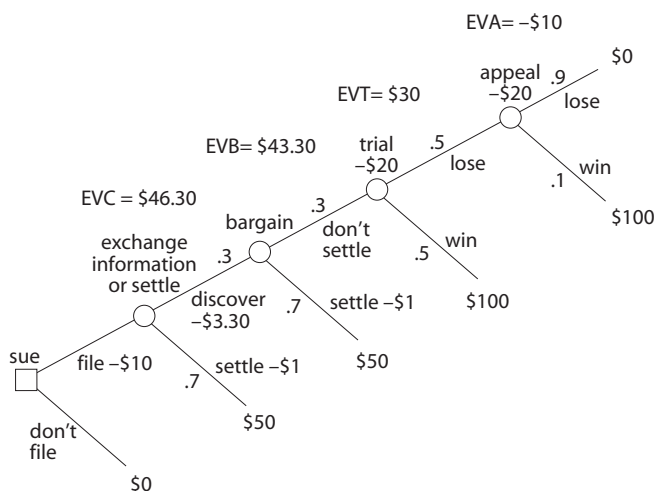 EVA= –$10
$0
appeal
–$20
.9
lose
EVT= $30
win
.1
$100
EVB= $43.30
trial
–$20
.5
lose
EVC = $46.30
.5
win
$100
bargain
.3
don't
settle
exchange
information
or settle
.3
discover
–$3.30
.7
settle –$1
$50
sue
file –$10
.7
settle –$1
$50
don't
file
$0